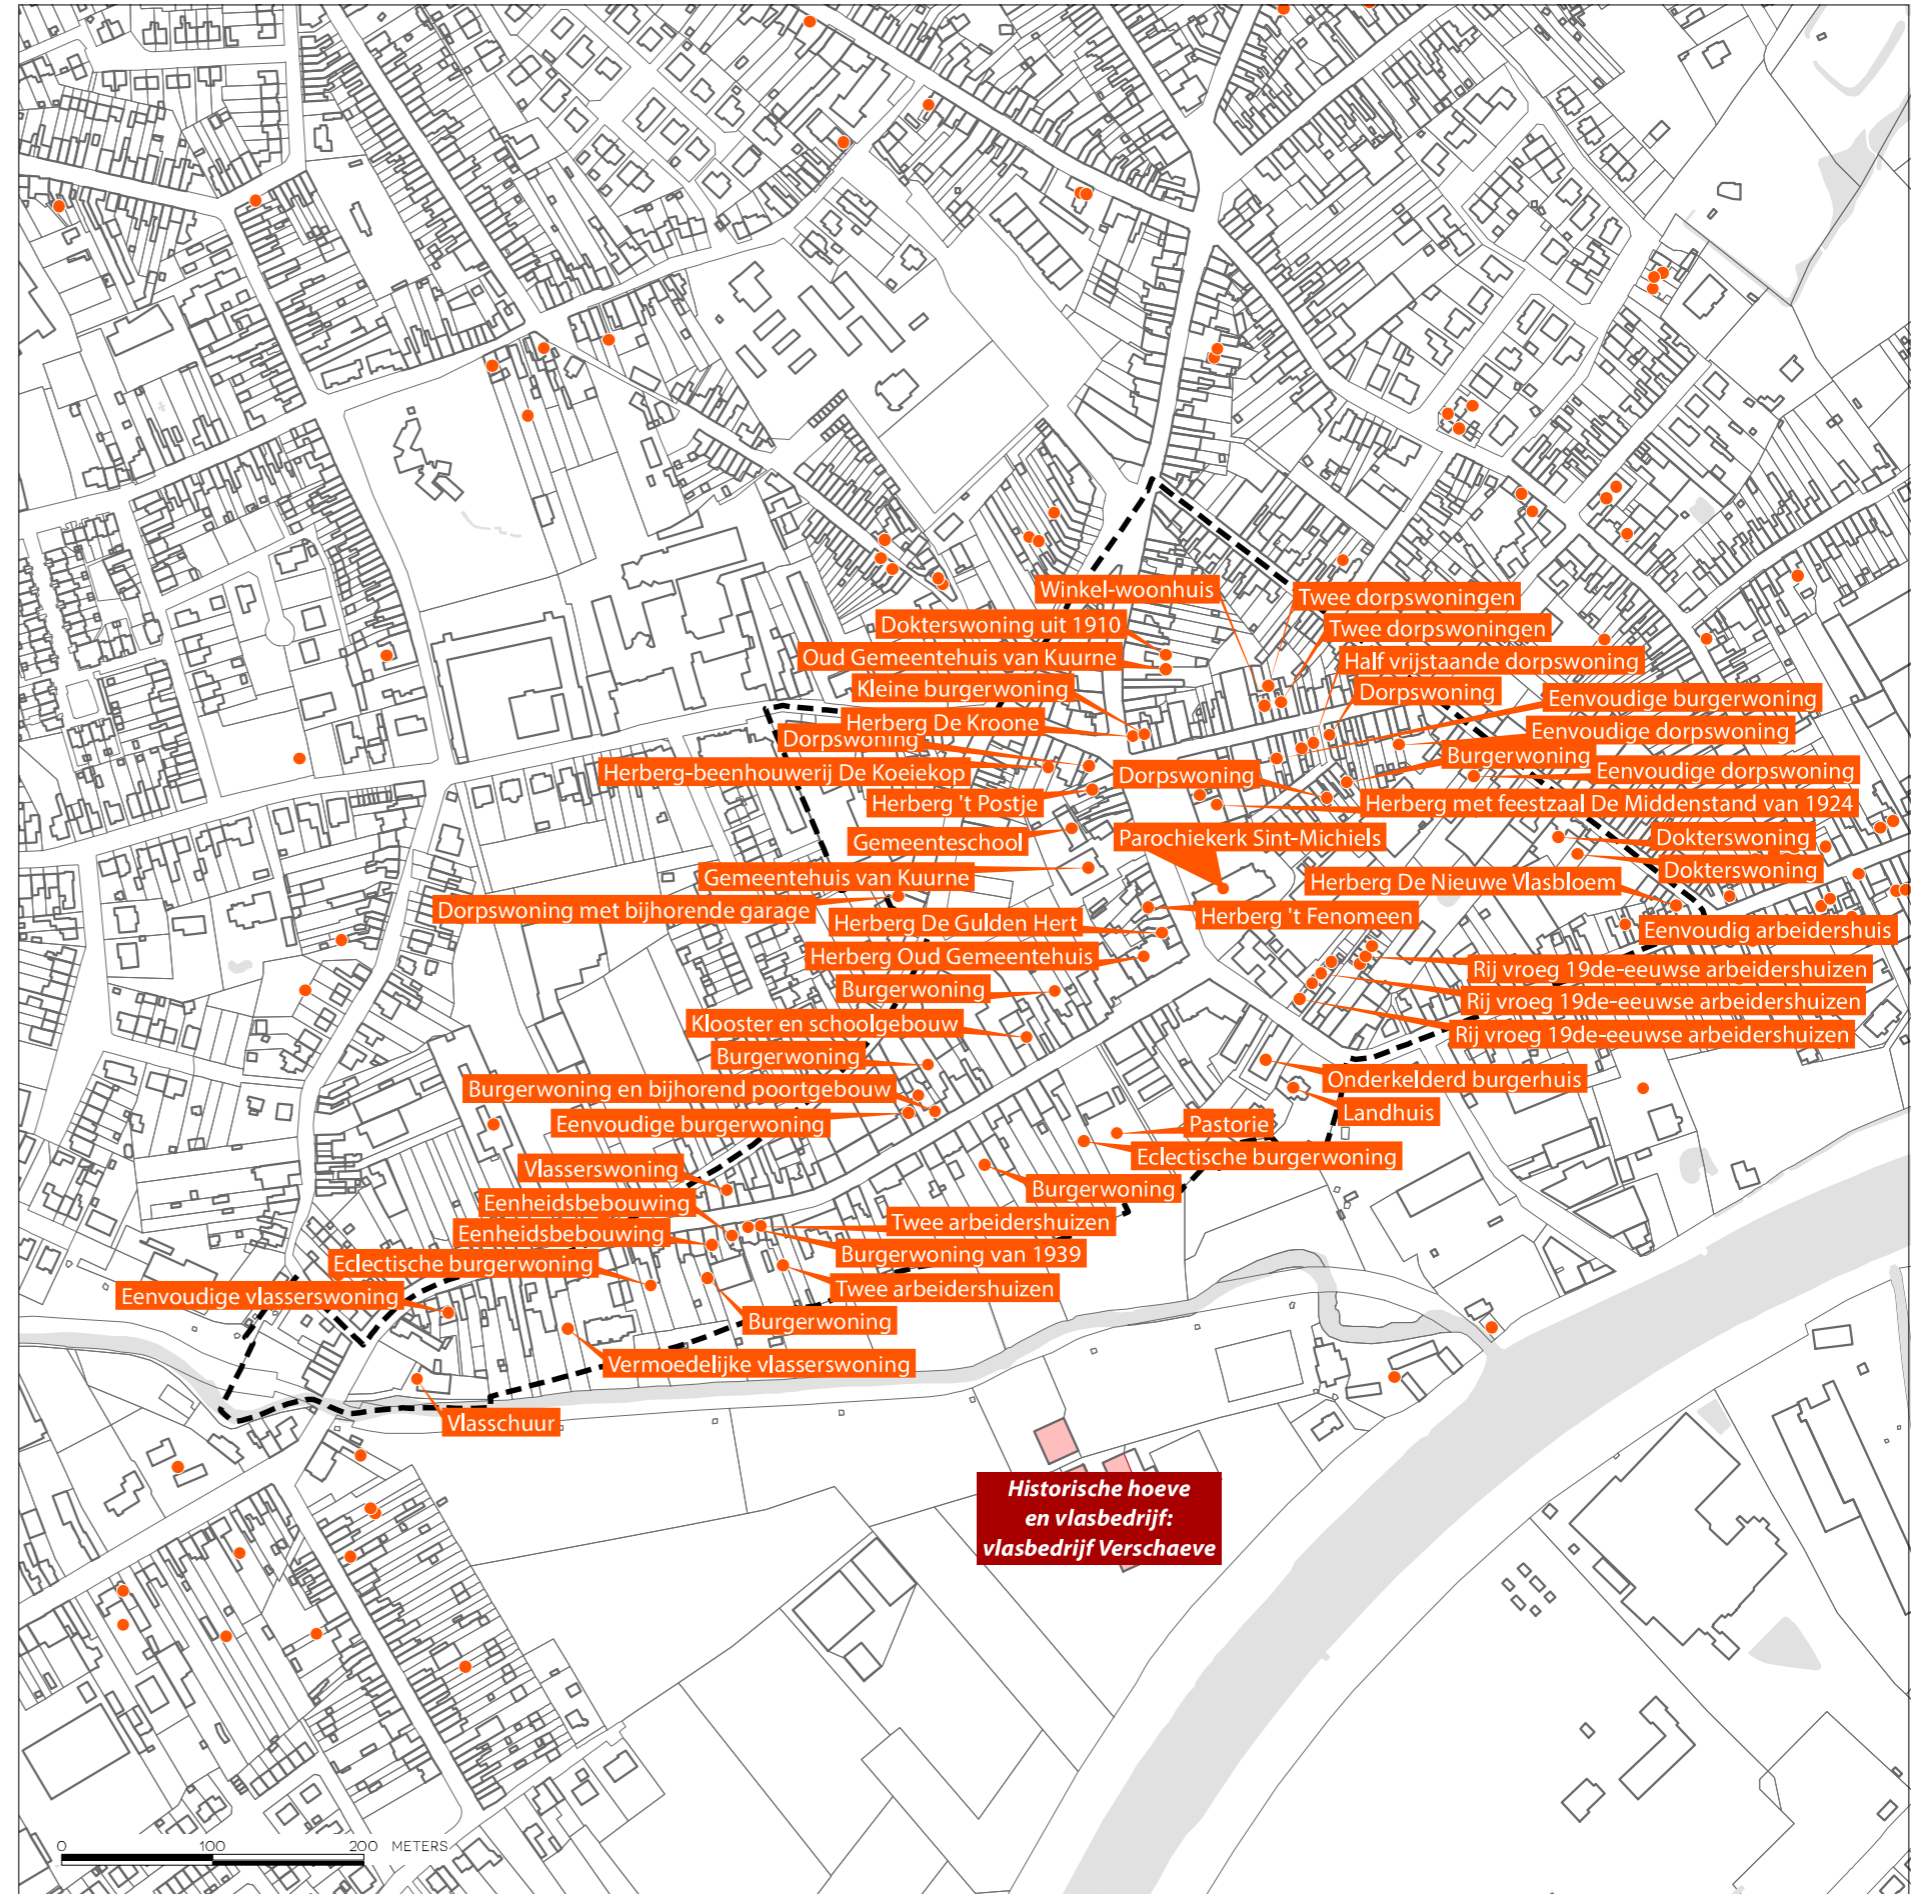 Winkel-woonhuis
Twee dorpswoningen
Dokterswoning uit 1910
Twee dorpswoningen
Oud Gemeentehuis van Kuurne
Half vrijstaande dorpswoning
Kleine burgerwoning
Dorpswoning
Eenvoudige burgerwoning
Herberg De Kroone
Eenvoudige dorpswoning
Dorpswoning
Burgerwoning
Herberg-beenhouwerij De Koeiekop
Dorpswoning
Eenvoudige dorpswoning
Herberg 't Postje
Herberg met feestzaal De Middenstand van 1924
Gemeenteschool
Parochiekerk Sint-Michiels
Dokterswoning
Gemeentehuis van Kuurne
Herberg De Nieuwe Vlasbloem
Dokterswoning
Dorpswoning met bijhorende garage
Herberg De Gulden Hert
Herberg 't Fenomeen
Eenvoudig arbeidershuis
Herberg Oud Gemeentehuis
Rij vroeg 19de-eeuwse arbeidershuizen
Burgerwoning
Rij vroeg 19de-eeuwse arbeidershuizen
Klooster en schoolgebouw
Rij vroeg 19de-eeuwse arbeidershuizen
Burgerwoning
Onderkelderd burgerhuis
Burgerwoning en bijhorend poortgebouw
Landhuis
Eenvoudige burgerwoning
Pastorie
Eclectische burgerwoning
Vlasserswoning
Burgerwoning
Eenheidsbebouwing
Twee arbeidershuizen
Eenheidsbebouwing
Burgerwoning van 1939
Eclectische burgerwoning
Twee arbeidershuizen
Eenvoudige vlasserswoning
Burgerwoning
Vermoedelijke vlasserswoning
Vlasschuur
Historische hoeve
en vlasbedrijf:
vlasbedrijf Verschaeve
0 100 200 METERS